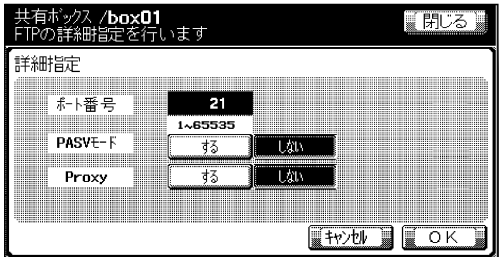 共有ボックス /box01
閉じる
FTPの詳細指定を行います
詳細指定
ポート番号 21
1~65535
PASVモード する しない
Proxy する しない
キャンセル OK